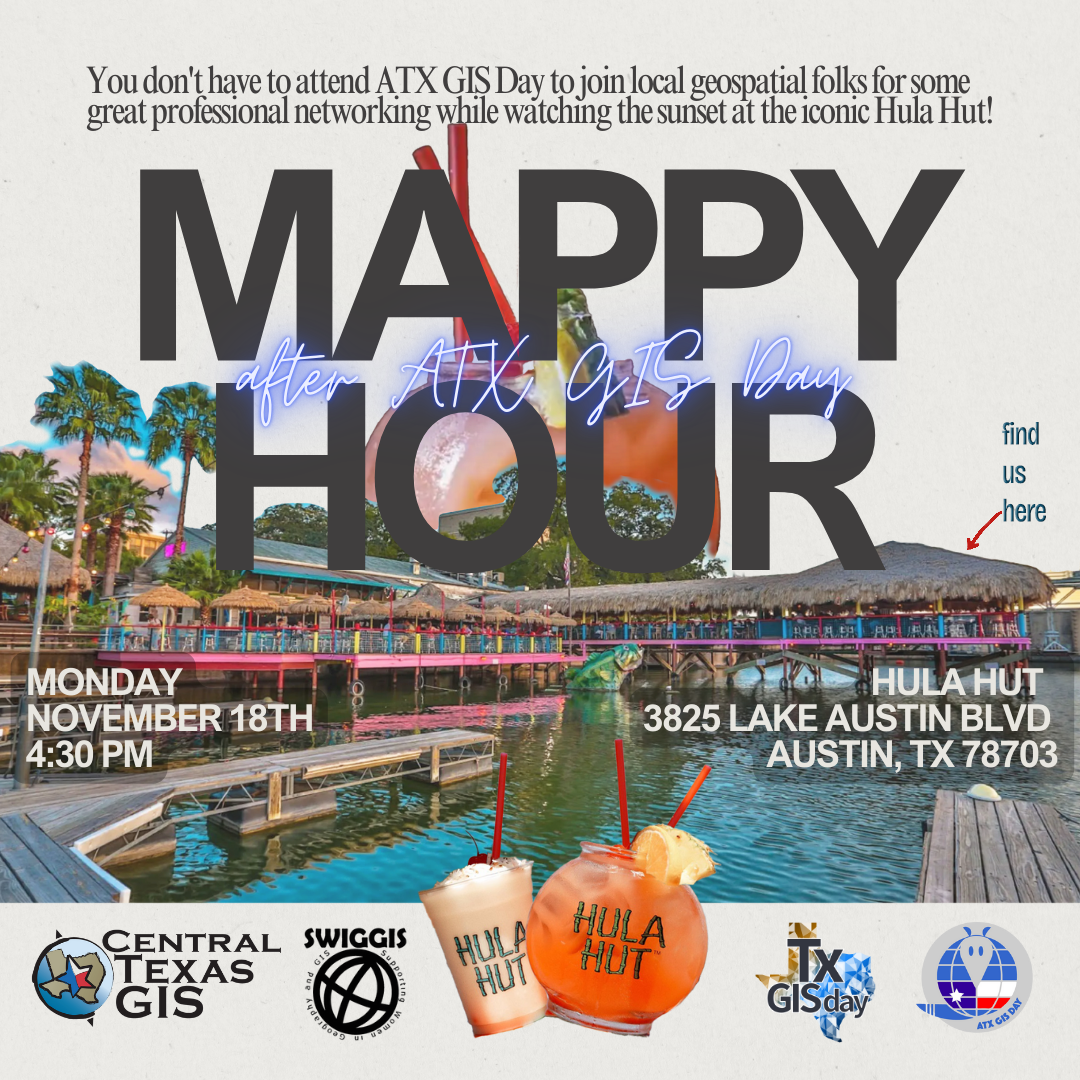 You don't have to attend ATX GIS Day to join local geospatial folks for some
great professional networking while watching the sunset at the iconic Hula Hut!
MAPPY
after ATX GIS Day
HOUR
find
us
here
MONDAY
NOVEMBER 18TH
4:30 PM
HULA HUT
3825 LAKE AUSTIN BLVD
AUSTIN, TX 78703
CENTRAL
TEXAS
GIS
SWIGGIS
Supporting Women in Geography and GIS
HULA
HUT
HULA
HUT™
Tx
GISday
ATX GIS DAY